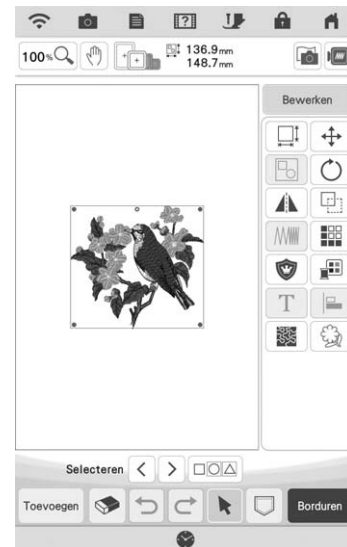 100%
136.9mm
148.7mm
Bewerken
T
Selecteren
Toevoegen
Borduren